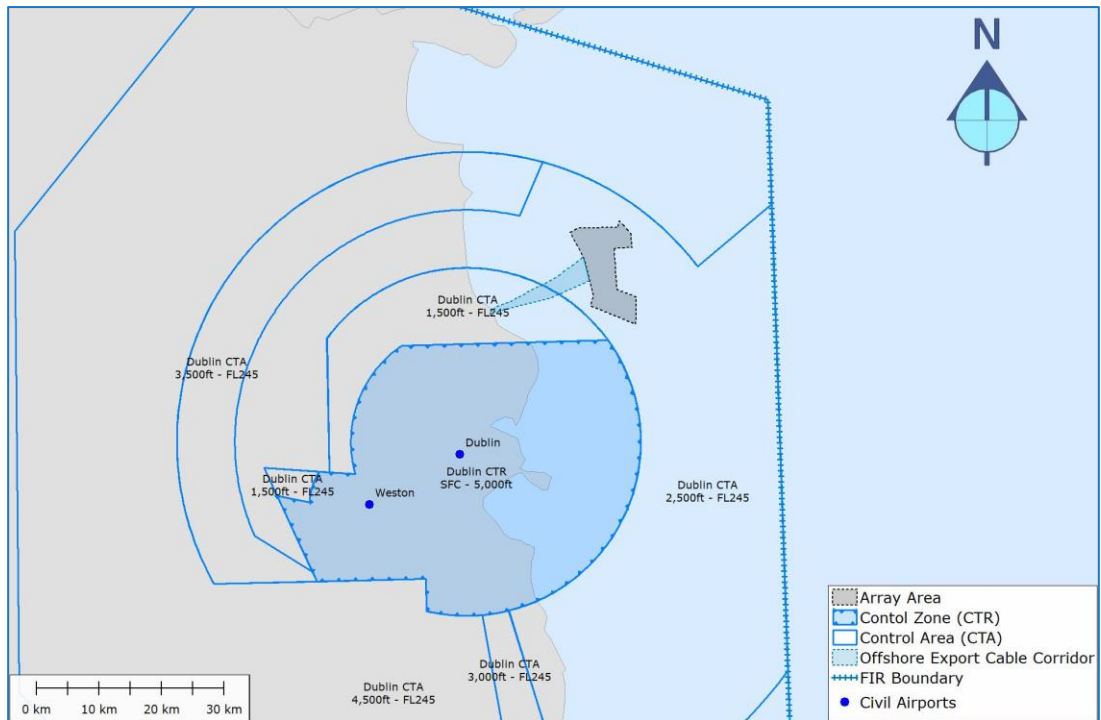 N
Dublin CTA
1,500ft - FL245
Dublin CTA
3,500ft - FL245
Dublin
Dublin CTR
SFC - 5,000ft
Dublin CTA
1,500ft - FL245
Weston
Dublin CTA
2,500ft - FL245
Dublin CTA
3,000ft - FL245
Dublin CTA
4,500ft - FL245
Array Area
Contol Zone (CTR)
Control Area (CTA)
Offshore Export Cable Corridor
FIR Boundary
Civil Airports
0 km 10 km 20 km 30 km